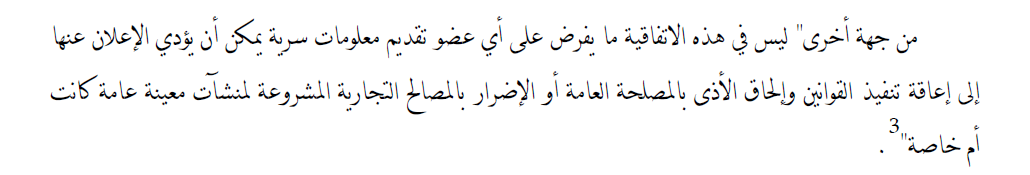 من جهة أخرى" ليس في هذه الاتفاقية ما يفرض على أي عضو تقديم معلومات سرية يمكن أن يؤدي الإعلان عنها
إلى إعاقة تنفيذ القوانين وإلحاق الأذى بالمصلحة العامة أو الإضرار بالمصالح التجارية المشروعة لمنشآت معينة عامة كانت
أم خاصة"3 .